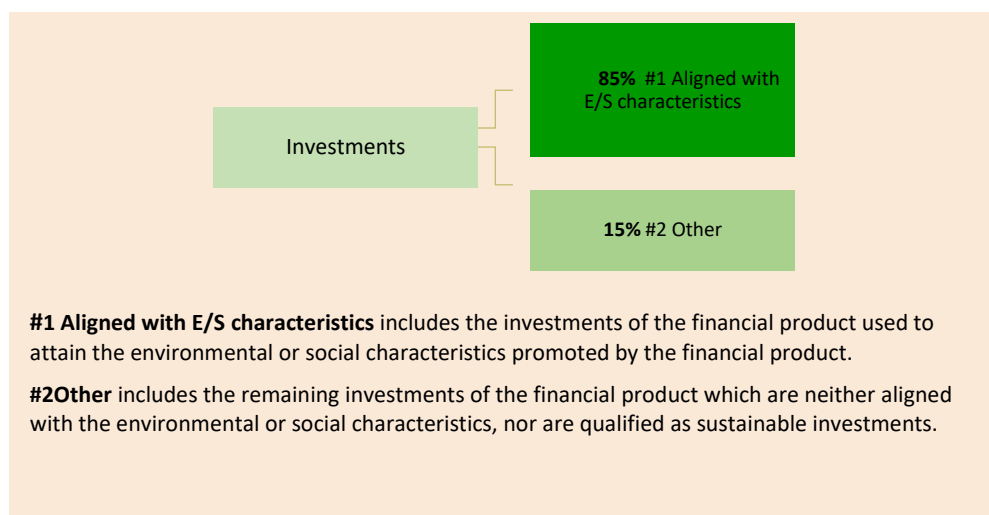 85% #1 Aligned with
E/S characteristics
Investments
15% #2 Other
#1 Aligned with E/S characteristics includes the investments of the financial product used to
attain the environmental or social characteristics promoted by the financial product.
#2Other includes the remaining investments of the financial product which are neither aligned
with the environmental or social characteristics, nor are qualified as sustainable investments.